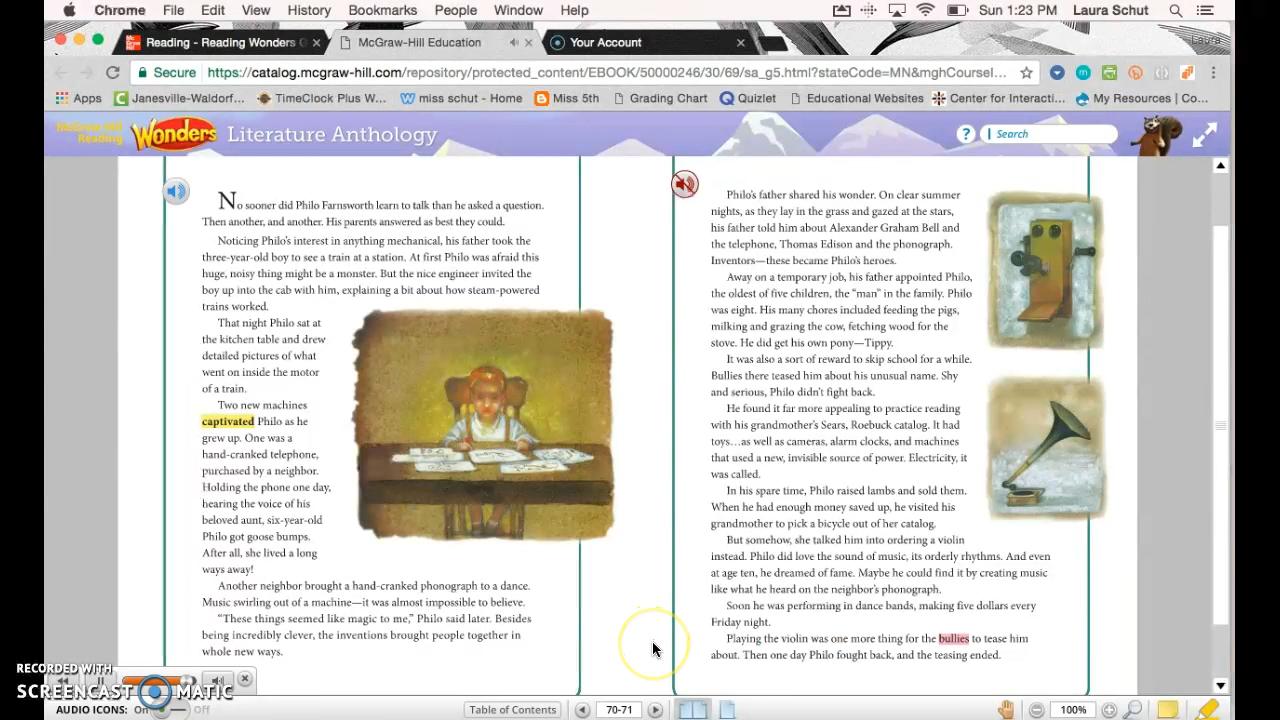 Chrome File Edit View History Bookmarks People Window Help Sun 1:23 PM Laura Schut
Reading - Reading Wonders McGraw-Hill Education Your Account Laura
Secure https://catalog.mcgraw-hill.com/repository/protected_content/EBOOK/50000246/30/69/sa_g5.html?stateCode=MN&mghCourseI...
Apps Janesville-Waldorf... TimeClock Plus W... miss schut - Home Miss 5th Grading Chart Quizlet Educational Websites Center for Interacti... My Resources | Co...
McGraw-Hill Reading Wonders Literature Anthology ? Search
No sooner did Philo Farnsworth learn to talk than he asked a question.
Then another, and another. His parents answered as best they could.
Noticing Philo's interest in anything mechanical, his father took the
three-year-old boy to see a train at a station. At first Philo was afraid this
huge, noisy thing might be a monster. But the nice engineer invited the
boy up into the cab with him, explaining a bit about how steam-powered
trains worked.
That night Philo sat at
the kitchen table and drew
detailed pictures of what
went on inside the motor
of a train.
Two new machines
captivated Philo as he
grew up. One was a
hand-cranked telephone,
purchased by a neighbor.
Holding the phone one day,
hearing the voice of his
beloved aunt, six-year-old
Philo got goose bumps.
After all, she lived a long
ways away!
Another neighbor brought a hand-cranked phonograph to a dance.
Music swirling out of a machine—it was almost impossible to believe.
"These things seemed like magic to me," Philo said later. Besides
being incredibly clever, the inventions brought people together in
whole new ways.
Philo's father shared his wonder. On clear summer
nights, as they lay in the grass and gazed at the stars,
his father told him about Alexander Graham Bell and
the telephone, Thomas Edison and the phonograph.
Inventors—these became Philo's heroes.
Away on a temporary job, his father appointed Philo,
the oldest of five children, the "man" in the family. Philo
was eight. His many chores included feeding the pigs,
milking and grazing the cow, fetching wood for the
stove. He did get his own pony—Tippy.
It was also a sort of reward to skip school for a while.
Bullies there teased him about his unusual name. Shy
and serious, Philo didn't fight back.
He found it far more appealing to practice reading
with his grandmother's Sears, Roebuck catalog. It had
toys…as well as cameras, alarm clocks, and machines
that used a new, invisible source of power. Electricity, it
was called.
In his spare time, Philo raised lambs and sold them.
When he had enough money saved up, he visited his
grandmother to pick a bicycle out of her catalog.
But somehow, she talked him into ordering a violin
instead. Philo did love the sound of music, its orderly rhythms. And even
at age ten, he dreamed of fame. Maybe he could find it by creating music
like what he heard on the neighbor's phonograph.
Soon he was performing in dance bands, making five dollars every
Friday night.
Playing the violin was one more thing for the bullies to tease him
about. Then one day Philo fought back, and the teasing ended.
RECORDED WITH
SCREENCAST MATIC
AUDIO ICONS: On Off Table of Contents 70-71 100%